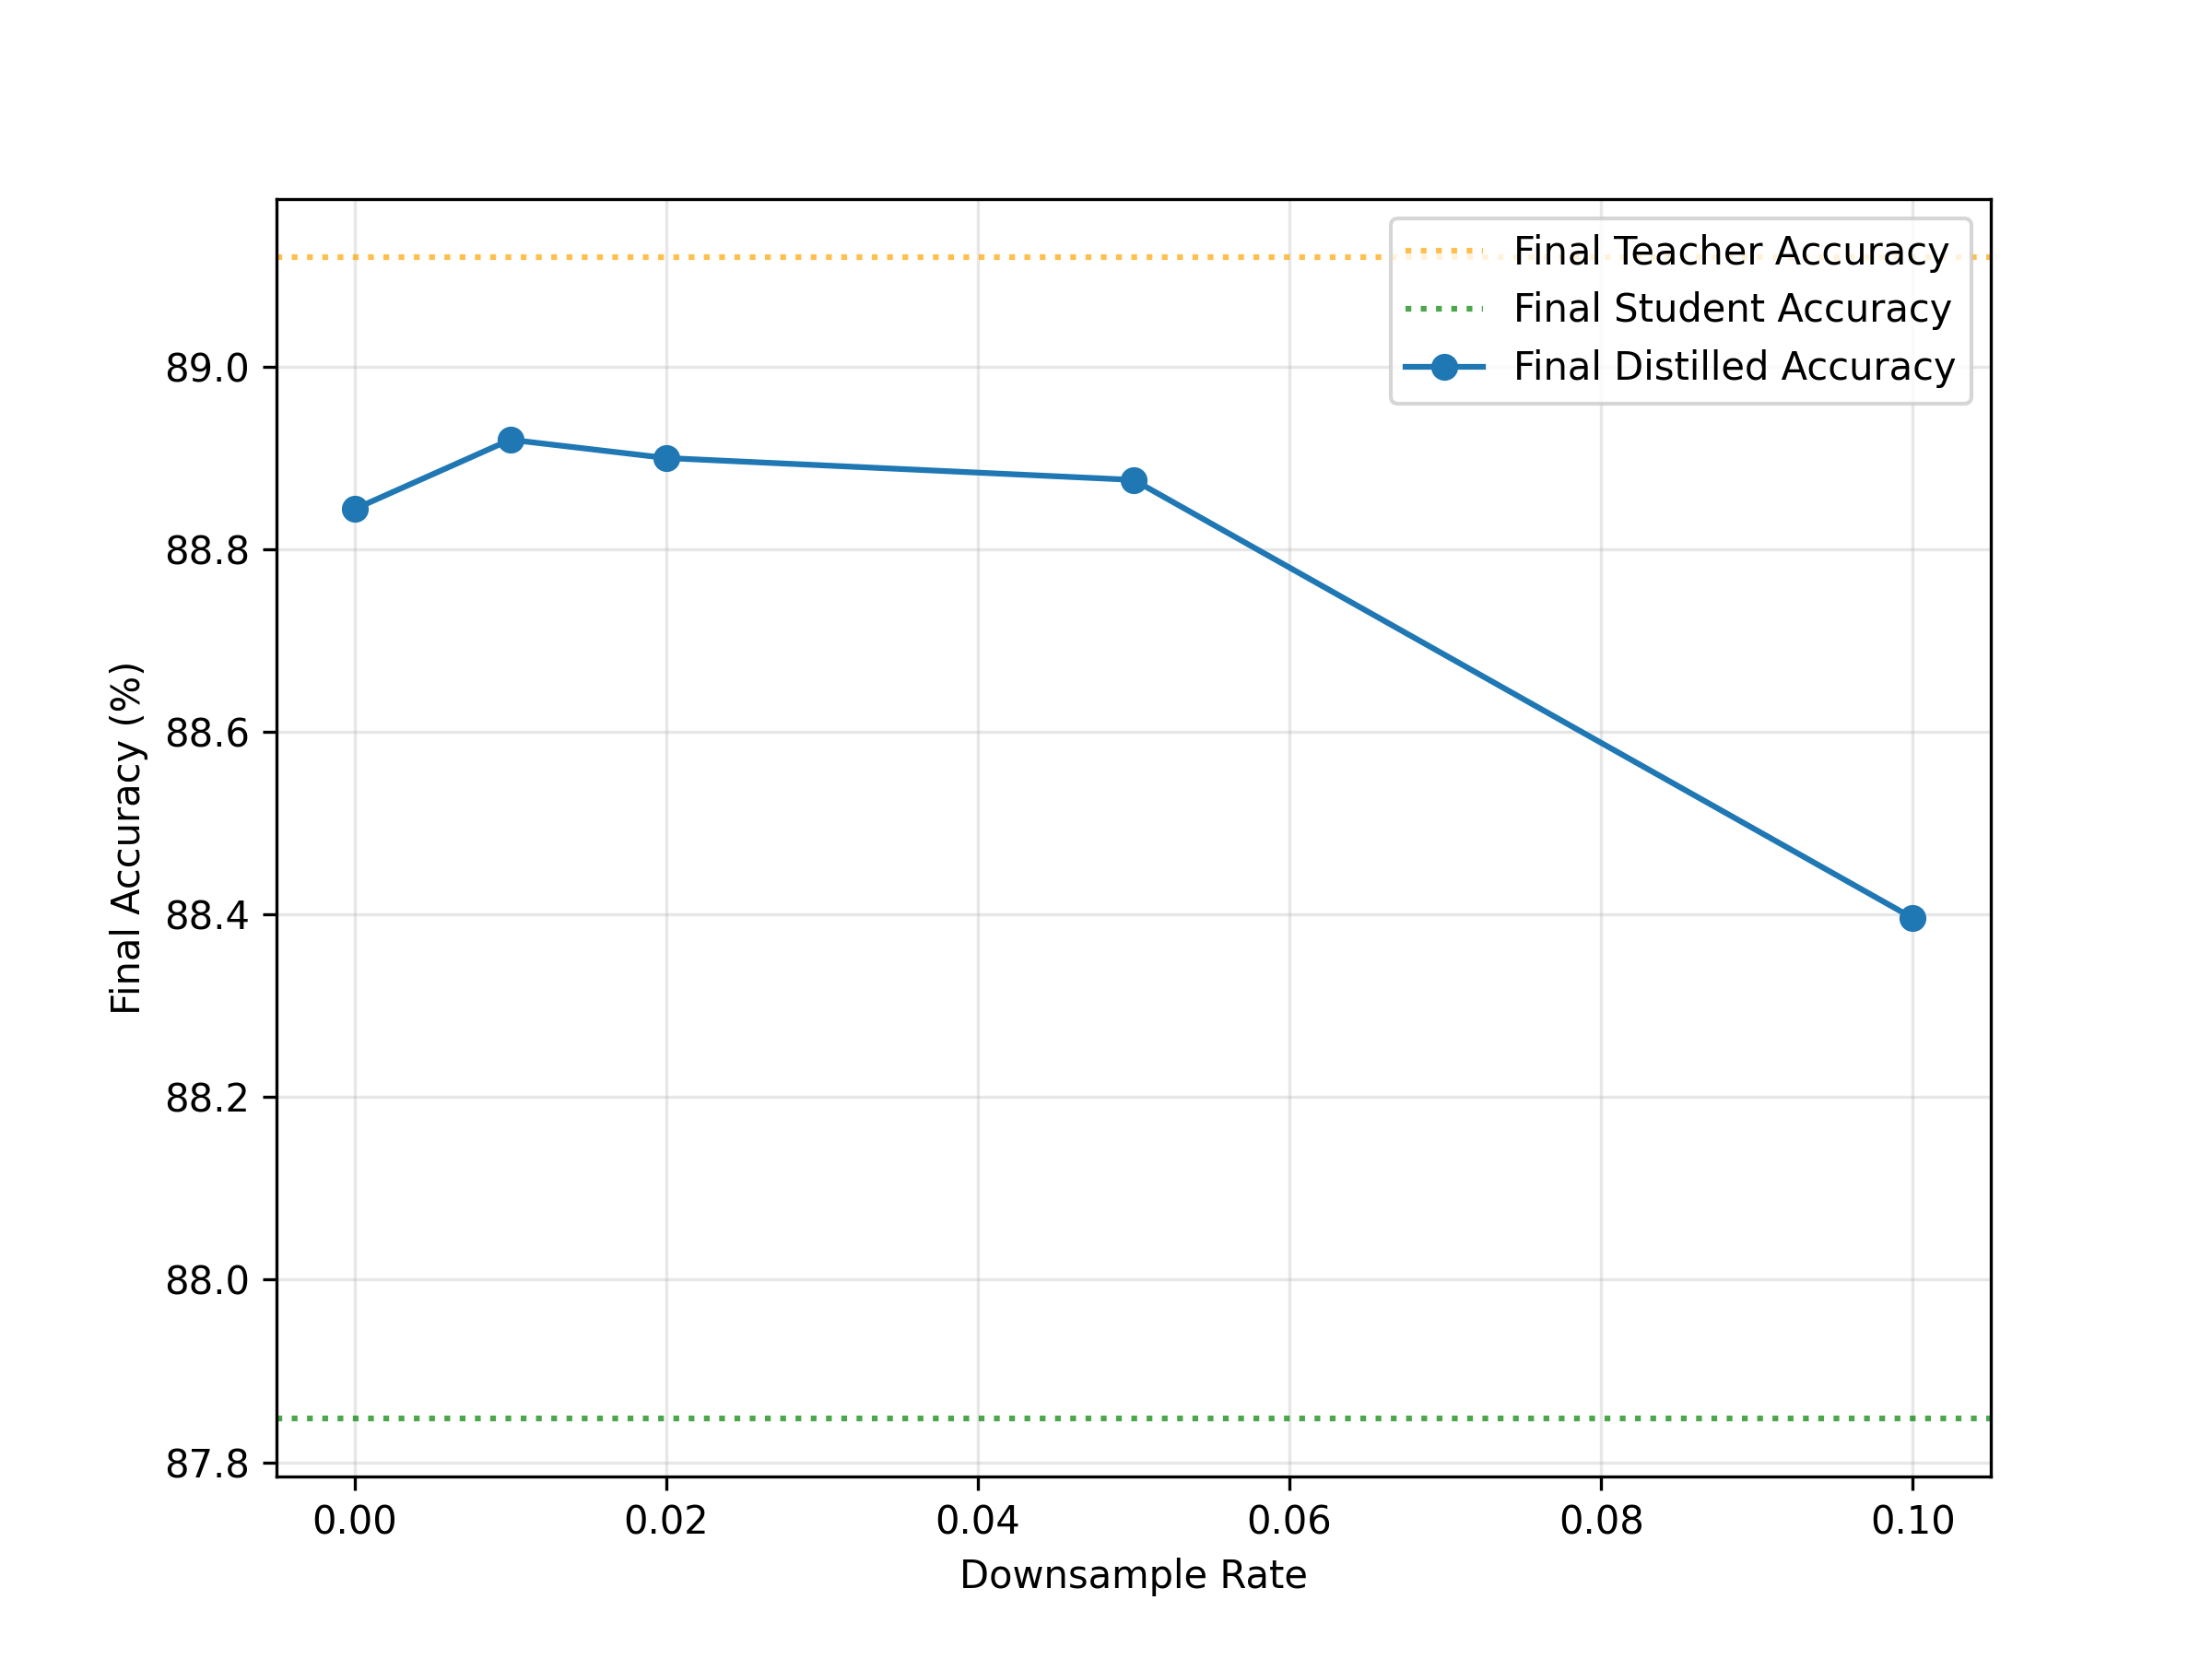 Final Teacher Accuracy
Final Student Accuracy
Final Distilled Accuracy
89.0
88.8
88.6
88.4
88.2
88.0
87.8
Final Accuracy (%)
0.00 0.02 0.04 0.06 0.08 0.10
Downsample Rate